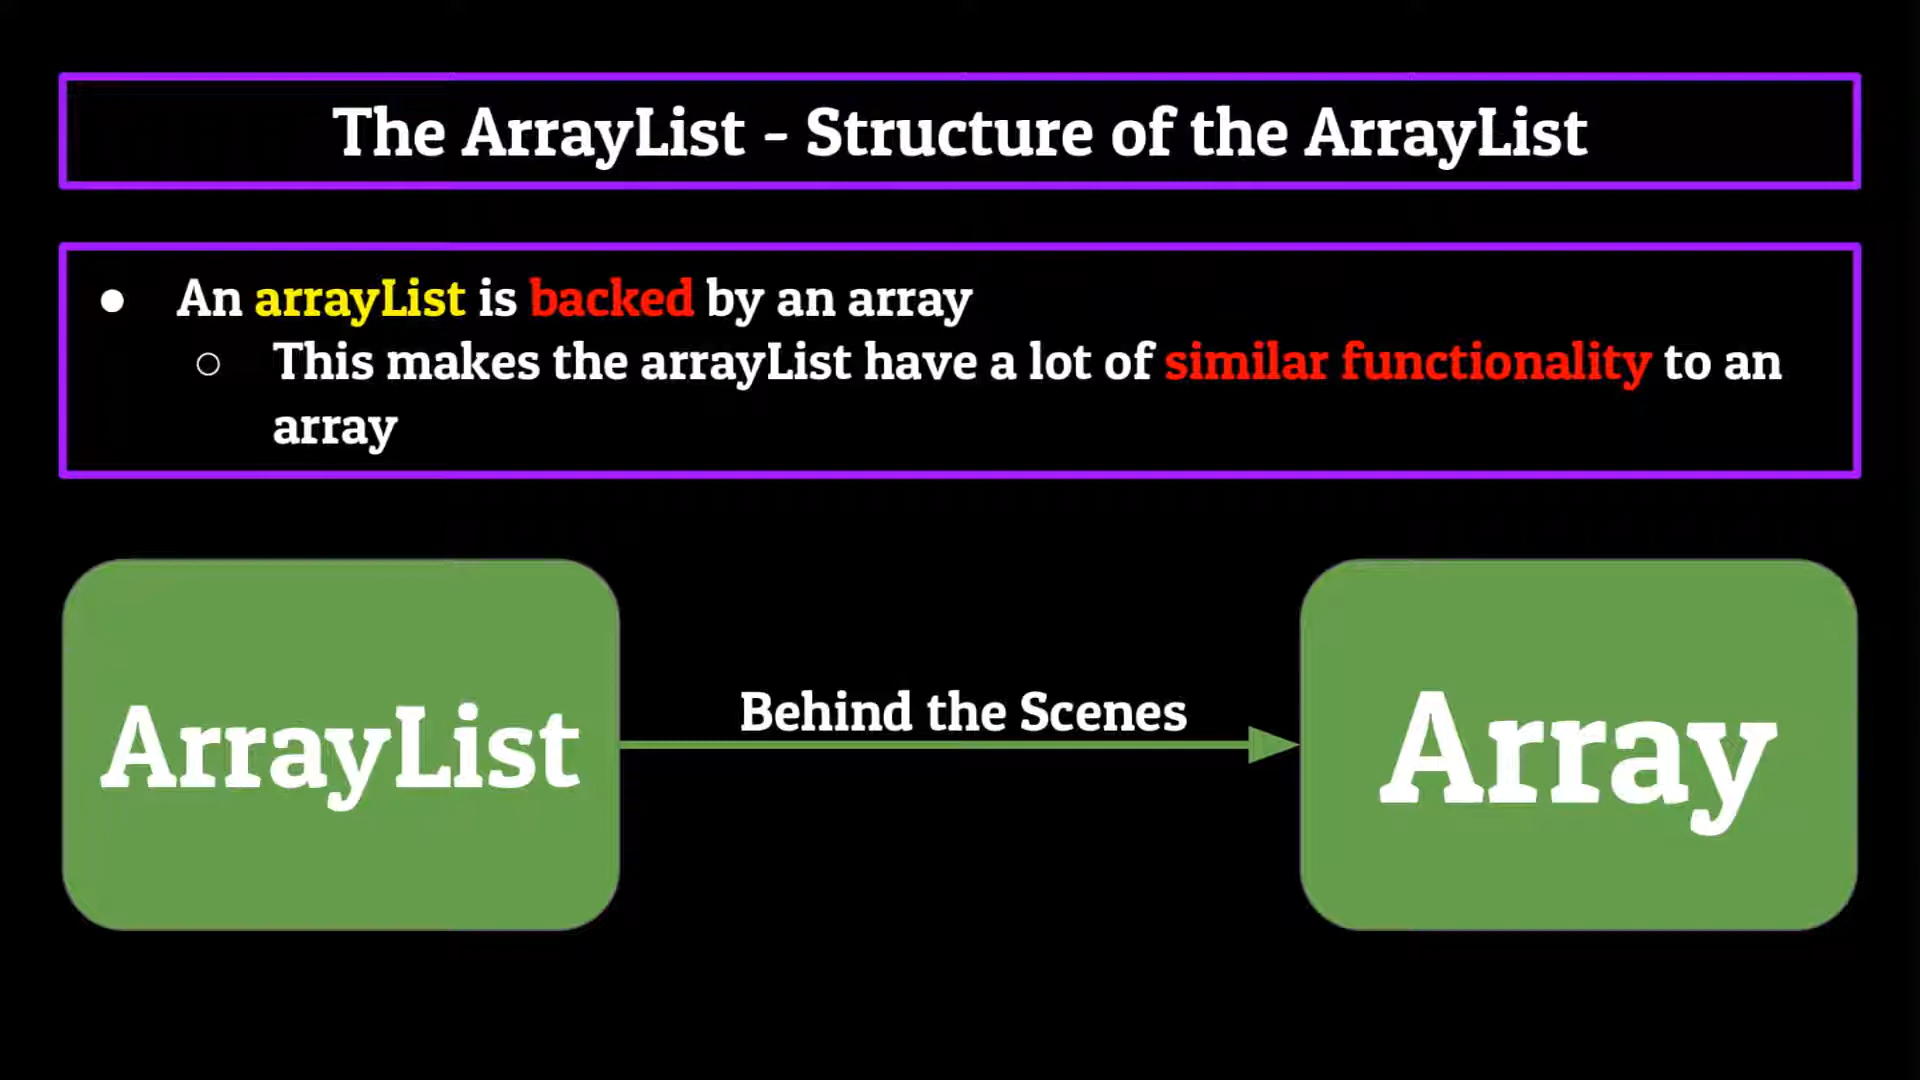 The ArrayList - Structure of the ArrayList
● An arrayList is backed by an array
○ This makes the arrayList have a lot of similar functionality to an
array
Behind the Scenes
ArrayList
Array